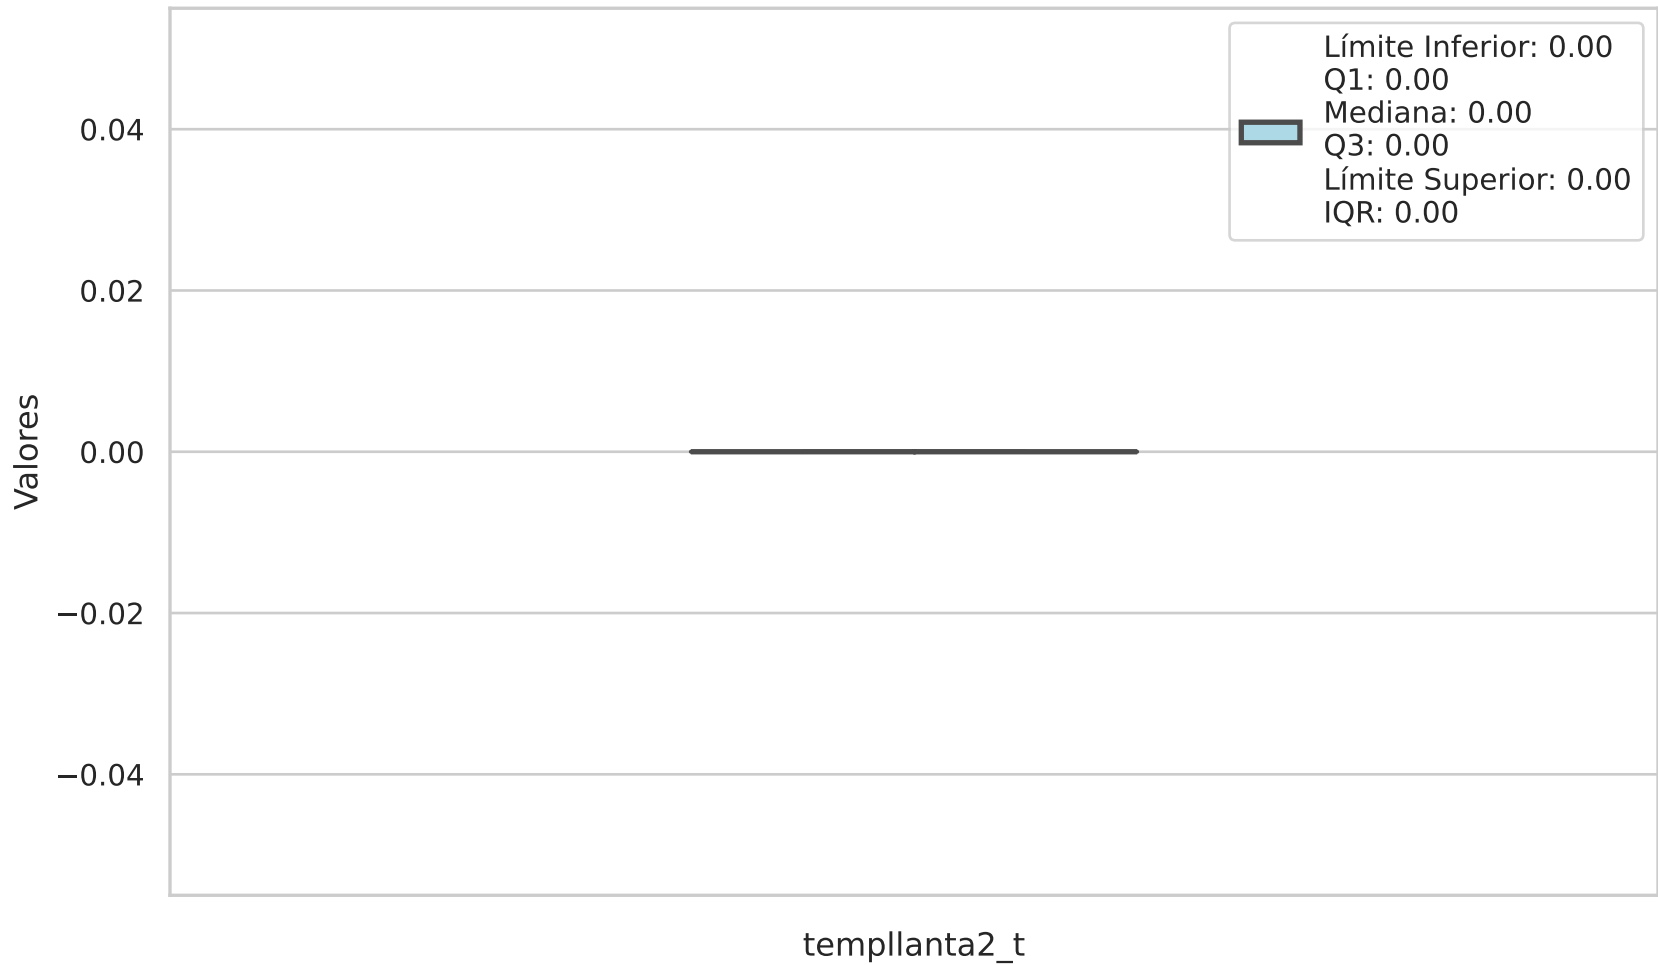 Límite Inferior: 0.00
Q1: 0.00
Mediana: 0.00
Q3: 0.00
Límite Superior: 0.00
IQR: 0.00
0.04
0.02
0.00
−0.02
−0.04
Valores
templlanta2_t